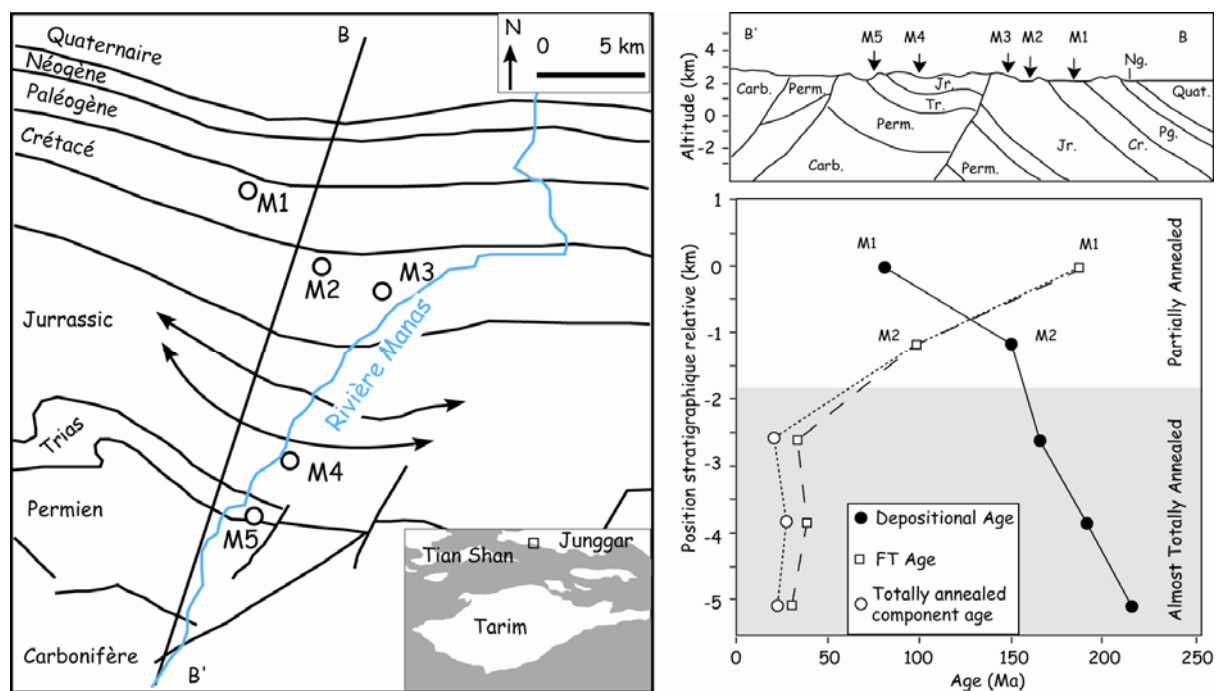 Quaternaire
Néogène
Paléogène
Crétacé
Jurrassic
Trias
Permien
Carbonifère
B
N
0 5 km
M1
M2
M3
M4
M5
Rivière Manas
B'
Tian Shan
Junggar
Tarim
B'
M5
M4
M3
M2
M1
B
Ng.
Altitude (km)
4
2
0
-2
Carb.
Perm.
Jr.
Tr.
Perm.
Carb.
Perm.
Jr.
Cr.
Pg.
Quat.
Position stratigraphique relative (km)
0
-1
-2
-3
-4
-5
M1
M1
M2
M2
Partially Annealed
Almost Totally Annealed
Depositional Age
FT Age
Totally annealed
component age
0 50 100 150 200 250
Age (Ma)